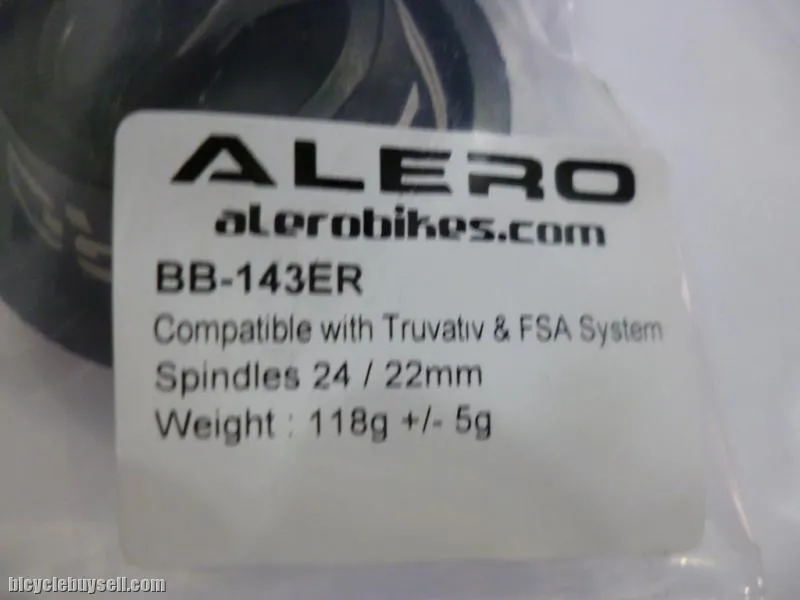 ALERO
alerobikes.com
BB-143ER
Compatible with Truvativ & FSA System
Spindles 24 / 22mm
Weight : 118g +/- 5g
bicyclebuysell.com